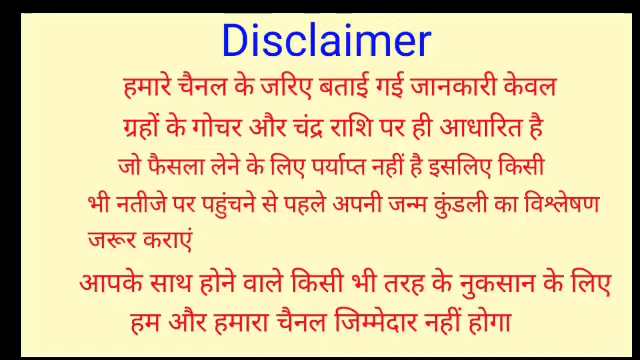 Disclaimer
हमारे चैनल के जरिए बताई गई जानकारी केवल
ग्रहों के गोचर और चंद्र राशि पर ही आधारित है
जो फैसला लेने के लिए पर्याप्त नहीं है इसलिए किसी
भी नतीजे पर पहुंचने से पहले अपनी जन्म कुंडली का विश्लेषण
जरूर कराएं
आपके साथ होने वाले किसी भी तरह के नुकसान के लिए
हम और हमारा चैनल जिम्मेदार नहीं होगा